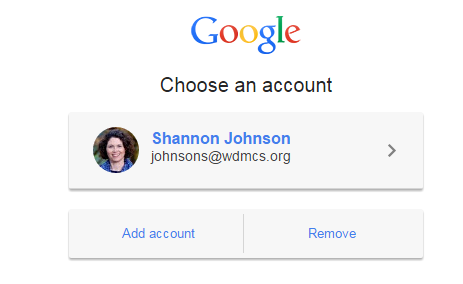 Google
Choose an account
Shannon Johnson
johnsons@wdmcs.org
Add account
Remove